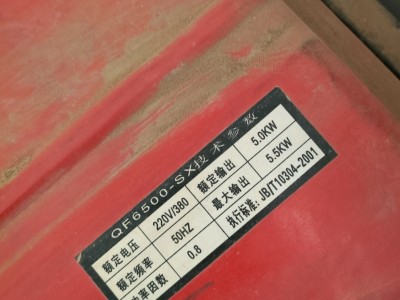 QF6500-SX技术参数
额定电压 220V/380 额定输出 5.0KW
额定频率 50HZ 最大输出 5.5KW
功率因数 0.8 执行标准: JB/T10304-2001